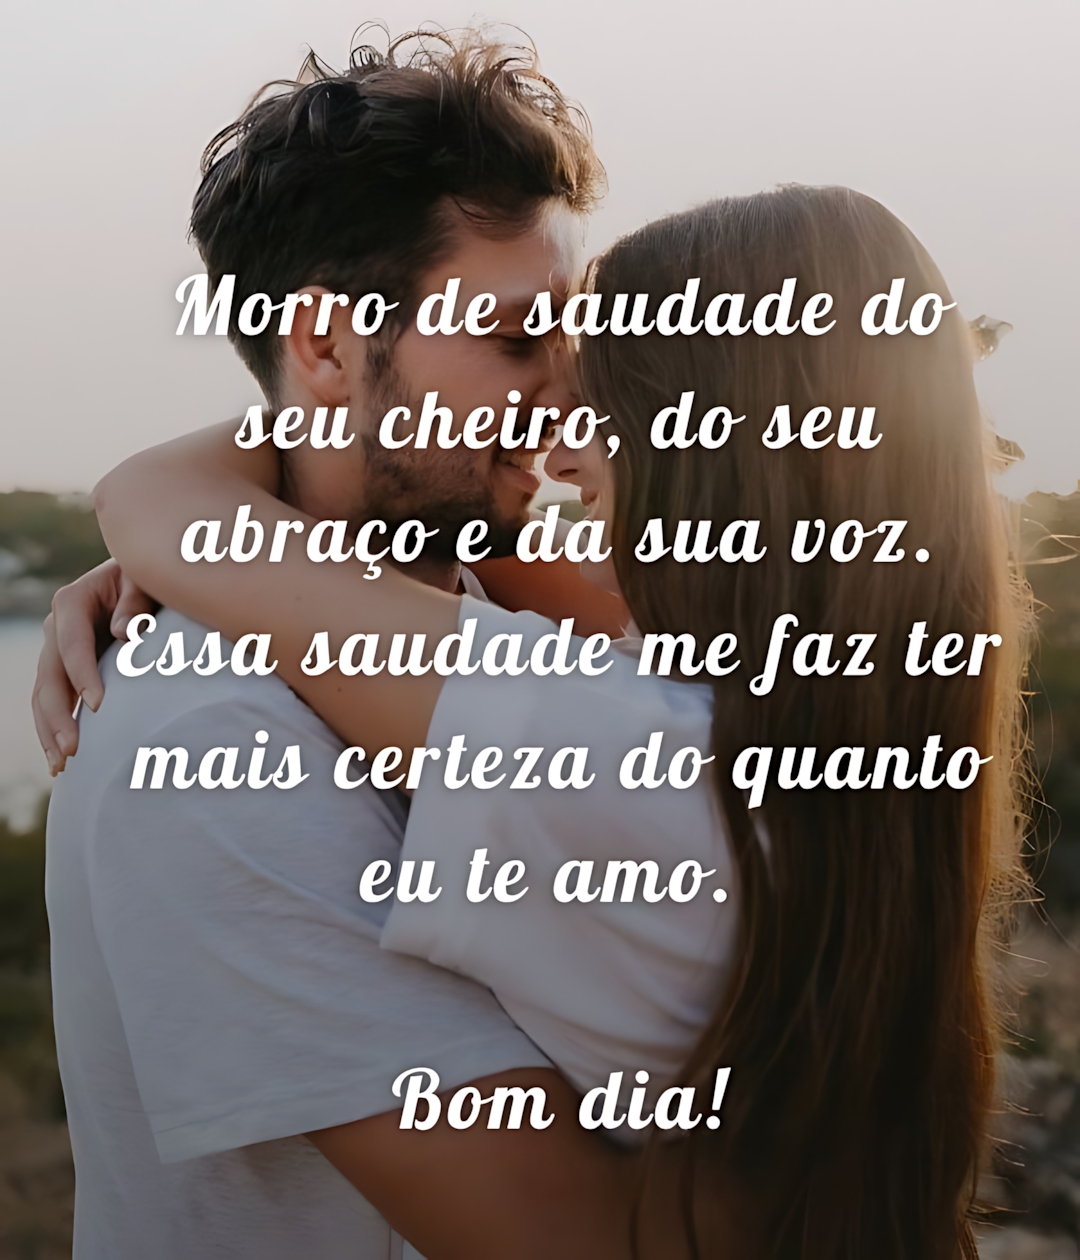 Morro de saudade do
seu cheiro, do seu
abraço e da sua voz.
Essa saudade me faz ter
mais certeza do quanto
eu te amo.
Bom dia!